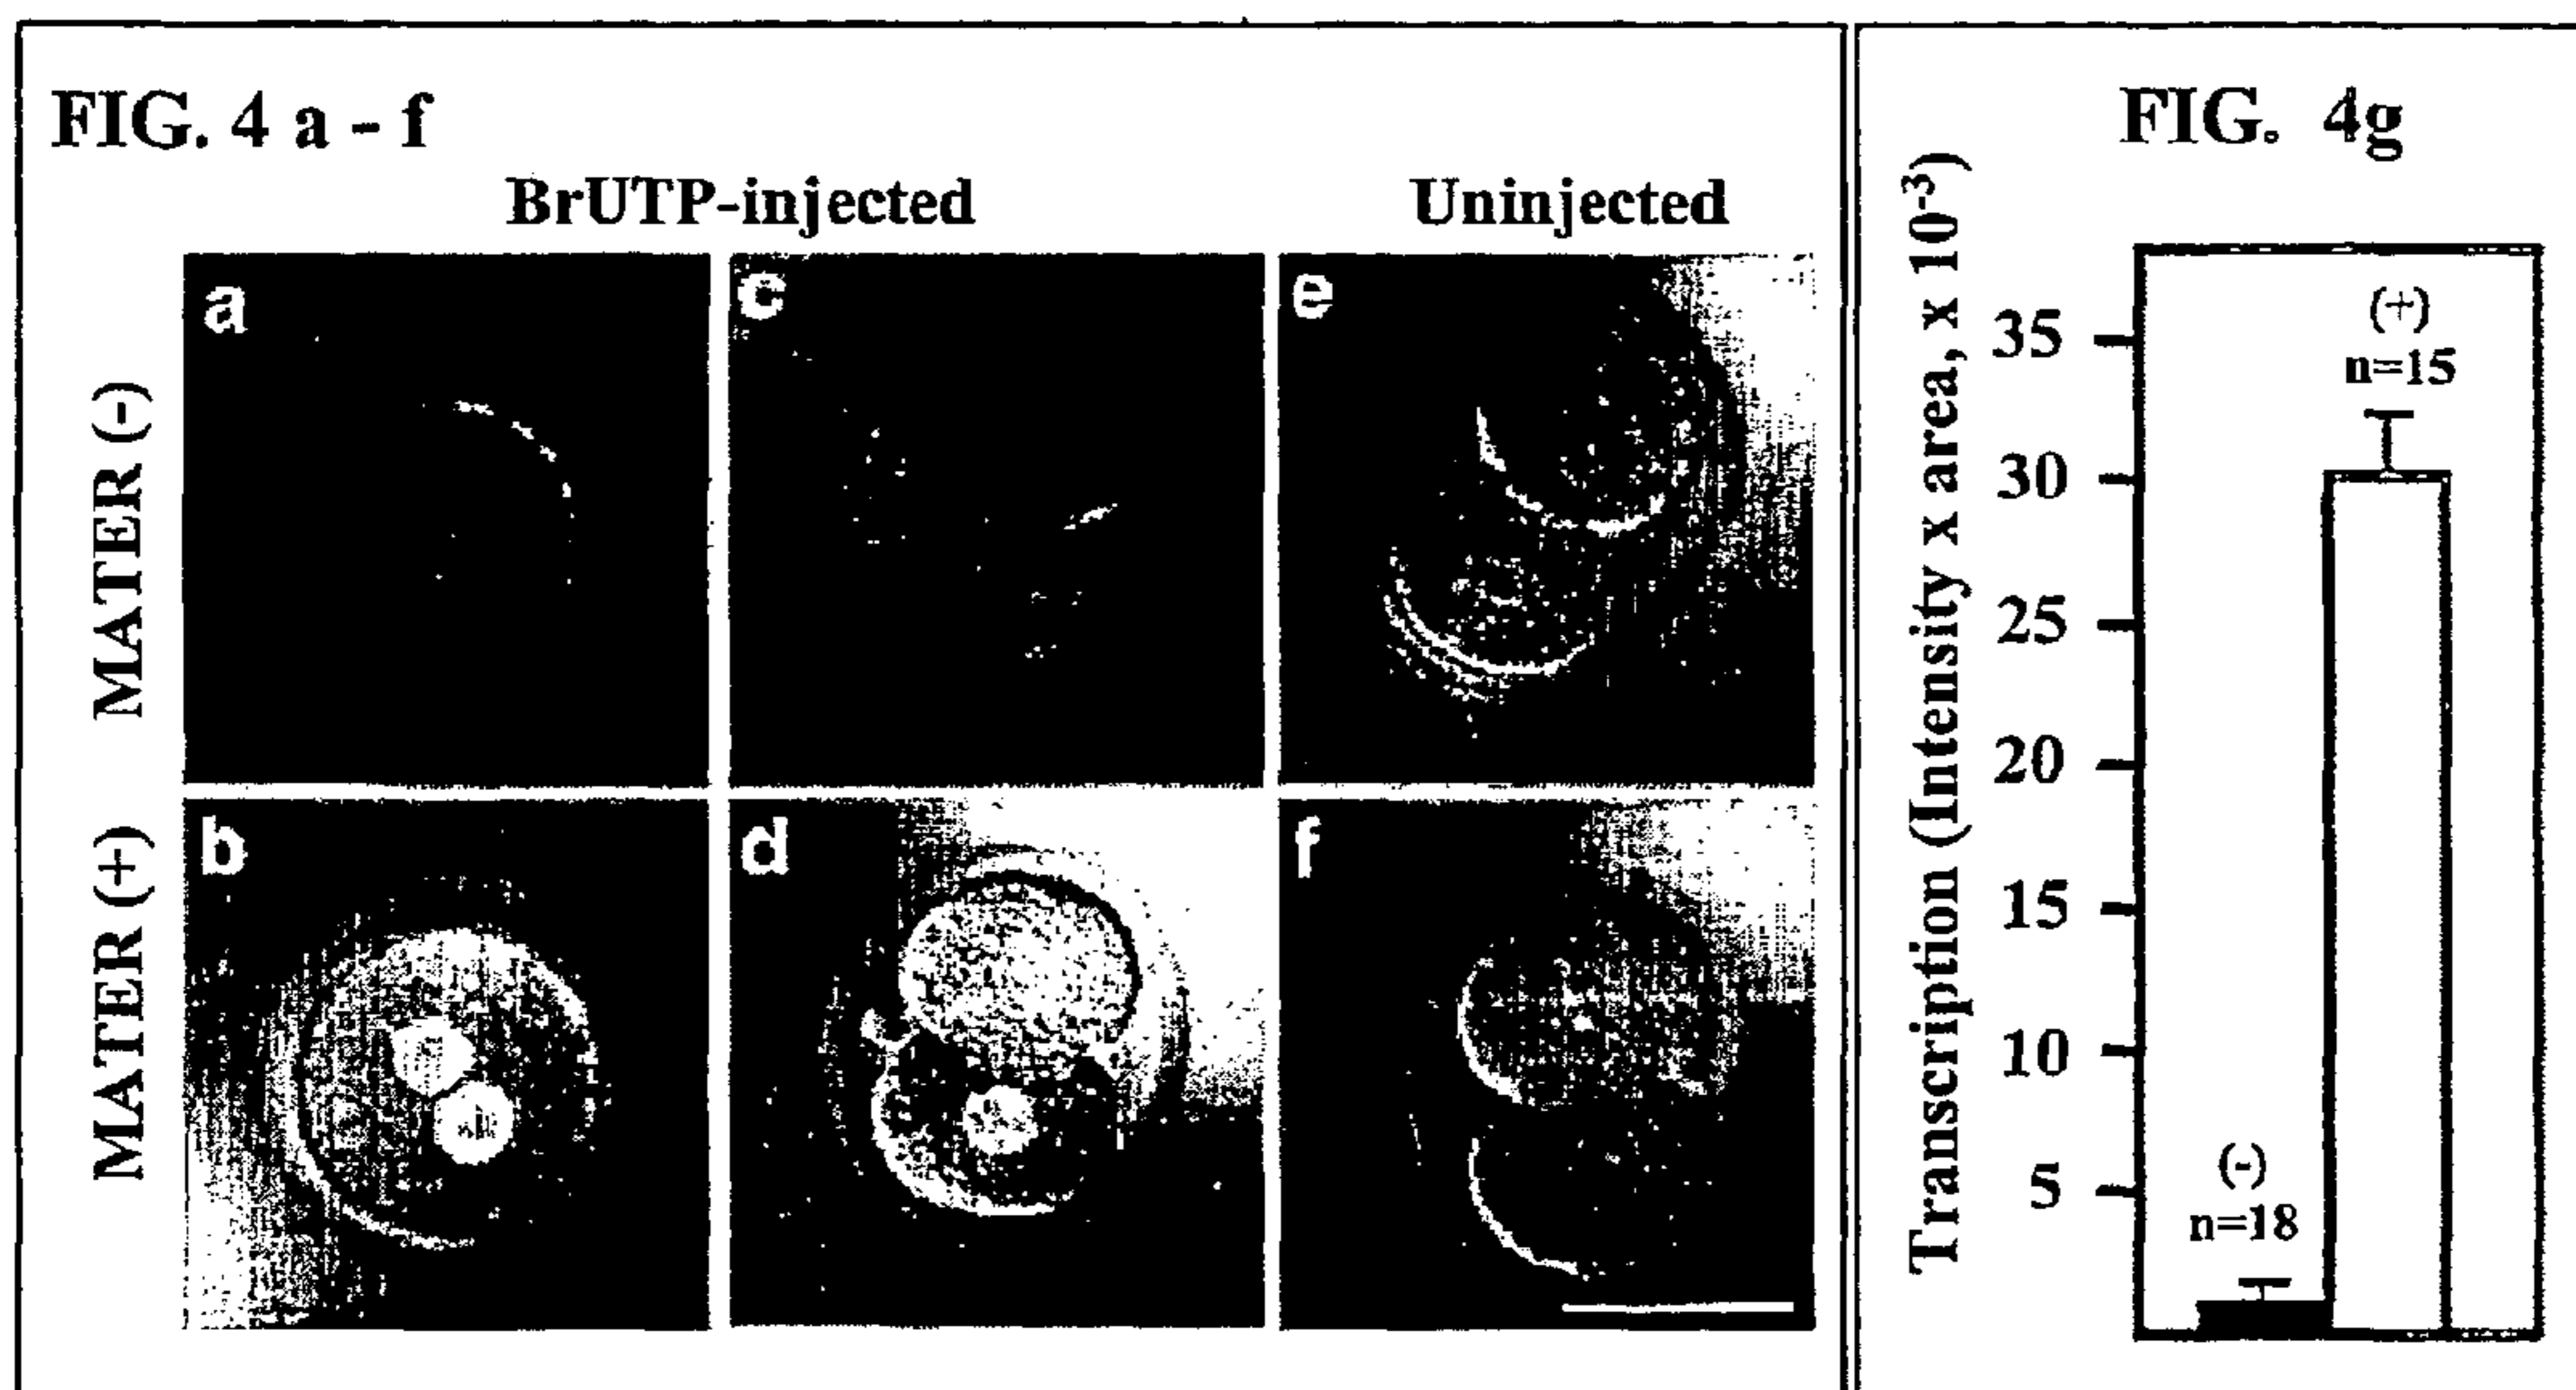 FIG. 4 a - f
BrUTP-injected
Uninjected
MATER (-)
MATER (+)
a
c
e
b
d
f
FIG. 4g
Transcription (Intensity x area, x 10-3)
35
30
25
20
15
10
5
(+)
n=15
(-)
n=18